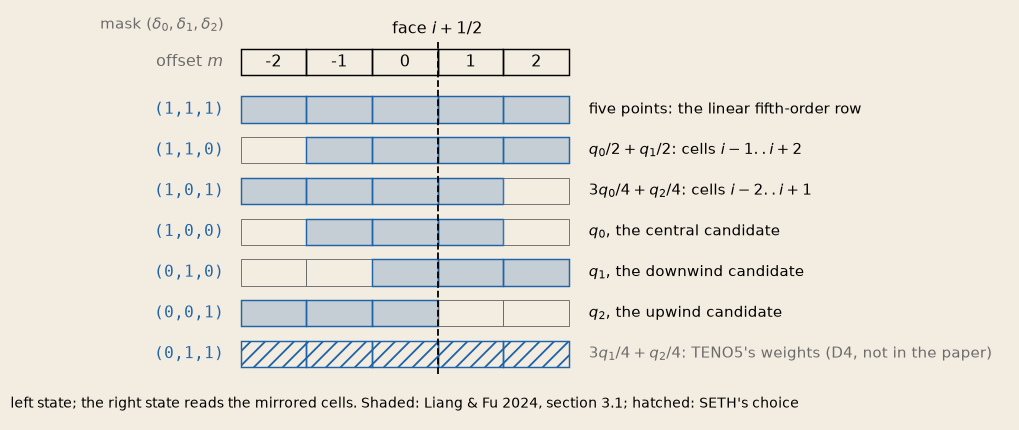 mask (δ₀, δ₁, δ₂)
face i + 1/2
offset m -2 -1 0 1 2
(1,1,1) five points: the linear fifth-order row
(1,1,0) q₀/2 + q₁/2: cells i − 1. . i + 2
(1,0,1) 3q₀/4 + q₂/4: cells i − 2. . i + 1
(1,0,0) q₀, the central candidate
(0,1,0) q₁, the downwind candidate
(0,0,1) q₂, the upwind candidate
(0,1,1) 3q₁/4 + q₂/4: TENO5's weights (D4, not in the paper)
left state; the right state reads the mirrored cells. Shaded: Liang & Fu 2024, section 3.1; hatched: SETH's choice